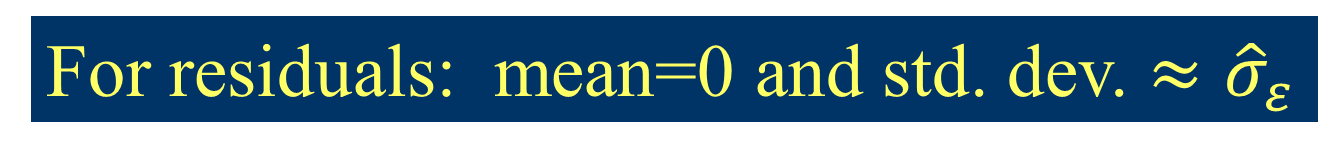 For residuals:  mean=0 and std. dev. ≈ σ̂ε